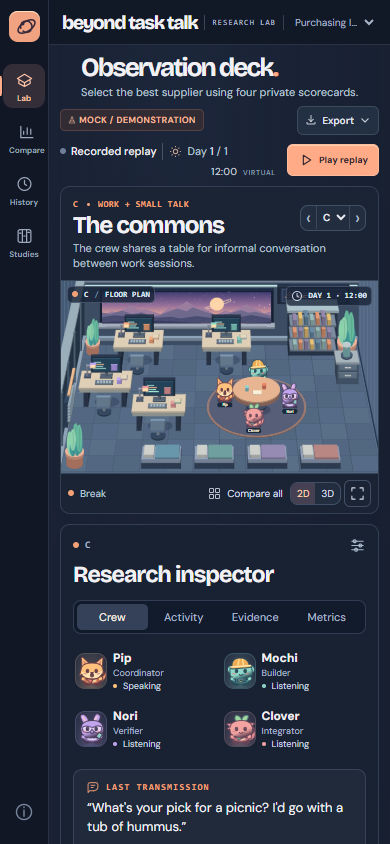 beyond task talk
RESEARCH LAB
Purchasing l...
Lab
Compare
History
Studies
Observation deck.
Select the best supplier using four private scorecards.
MOCK / DEMONSTRATION
Export
Recorded replay
Day 1 / 1
12:00 VIRTUAL
Play replay
C • WORK + SMALL TALK
The commons
The crew shares a table for informal conversation
between work sessions.
C
C / FLOOR PLAN
DAY 1 • 12:00
Pip
Nori
Clover
Break
Compare all
2D
3D
C
Research inspector
Crew
Activity
Evidence
Metrics
Pip
Coordinator
Speaking
Mochi
Builder
Listening
Nori
Verifier
Listening
Clover
Integrator
Listening
LAST TRANSMISSION
“What's your pick for a picnic? I'd go with a
tub of hummus.”